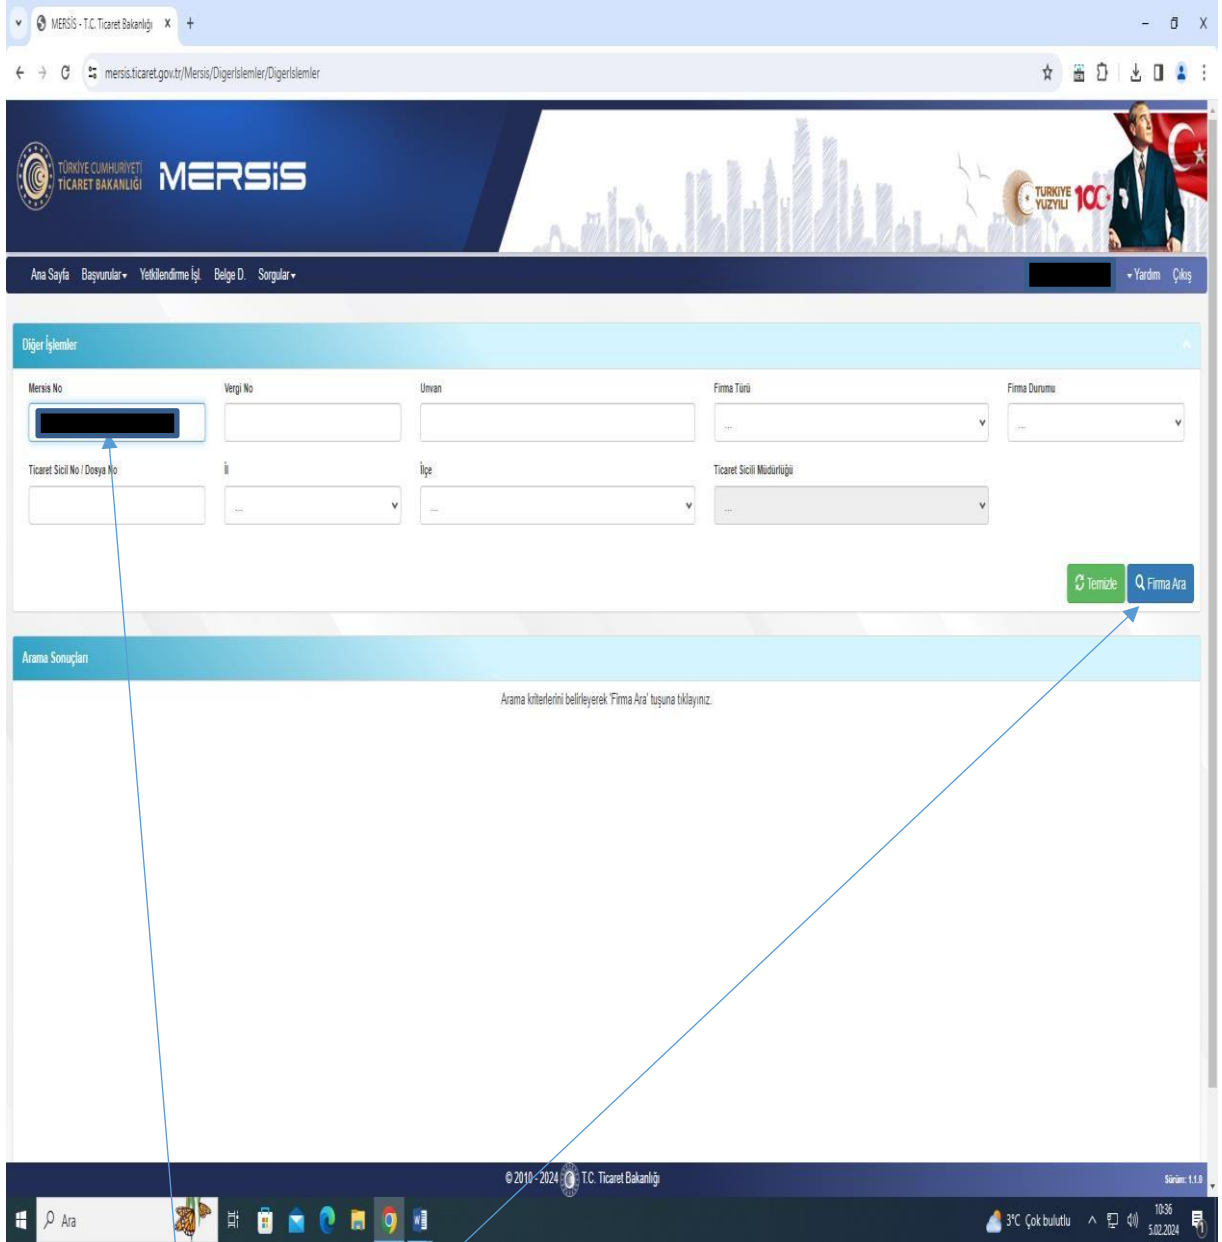 MERSİS - T.C. Ticaret Bakanlığı
mersis.ticaret.gov.tr/Mersis/DigerIslemler/DigerIslemler
TÜRKİYE CUMHURİYETİ
TİCARET BAKANLIĞI
MERSİS
TÜRKİYE
YÜZYILI
100
Ana Sayfa Başvurular Yetkilendirme İşl. Belge D. Sorgular Yardım Çıkış
Diğer İşlemler
Mersis No Vergi No Unvan Firma Türü Firma Durumu
... ...
Ticaret Sicil No / Dosya No İl İlçe Ticaret Sicili Müdürlüğü
... ... ...
Temizle Firma Ara
Arama Sonuçları
Arama kriterlerini belirleyerek 'Firma Ara' tuşuna tıklayınız.
© 2010 - 2024 T.C. Ticaret Bakanlığı Sürüm: 1.1.0
Ara 3°C Çok bulutlu 10:36
5.02.2024